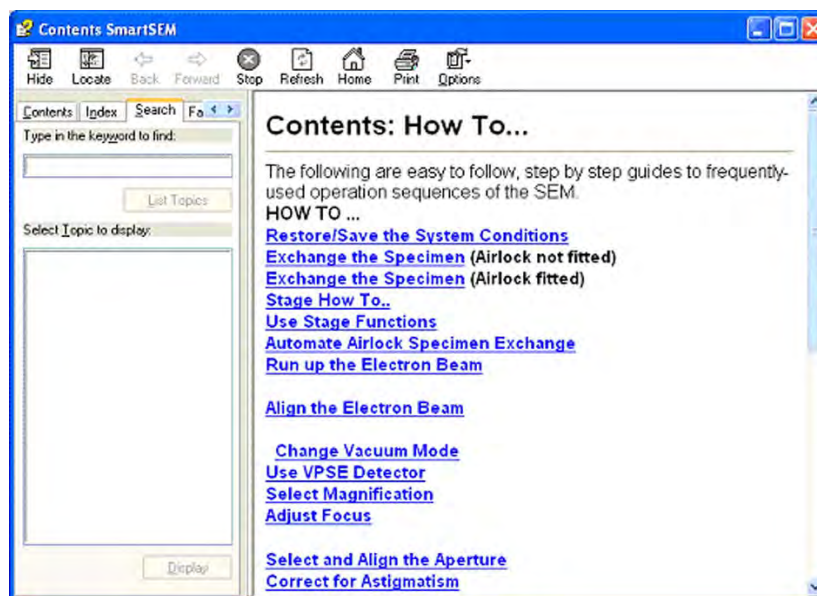 Contents SmartSEM
Hide Locate Back Forward Stop Refresh Home Print Options
Contents Index Search Fa
Type in the keyword to find:
List Topics
Select Topic to display:
Display
Contents: How To...
The following are easy to follow, step by step guides to frequently-
used operation sequences of the SEM.
HOW TO ...
Restore/Save the System Conditions
Exchange the Specimen (Airlock not fitted)
Exchange the Specimen (Airlock fitted)
Stage How To..
Use Stage Functions
Automate Airlock Specimen Exchange
Run up the Electron Beam
Align the Electron Beam
Change Vacuum Mode
Use VPSE Detector
Select Magnification
Adjust Focus
Select and Align the Aperture
Correct for Astigmatism